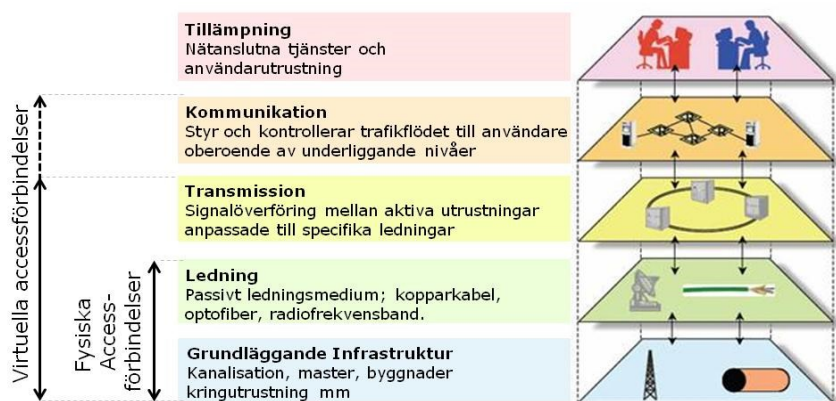 Tillämpning
Nätanslutna tjänster och
användarutrustning
Kommunikation
Styr och kontrollerar trafikflödet till användare
oberoende av underliggande nivåer
Transmission
Signalöverföring mellan aktiva utrustningar
anpassade till specifika ledningar
Ledning
Passivt ledningsmedium; kopparkabel,
optofiber, radiofrekvensband.
Grundläggande Infrastruktur
Kanalisation, master, byggnader
kringutrustning mm
Virtuella accessförbindelser
Fysiska
Access-
förbindelser